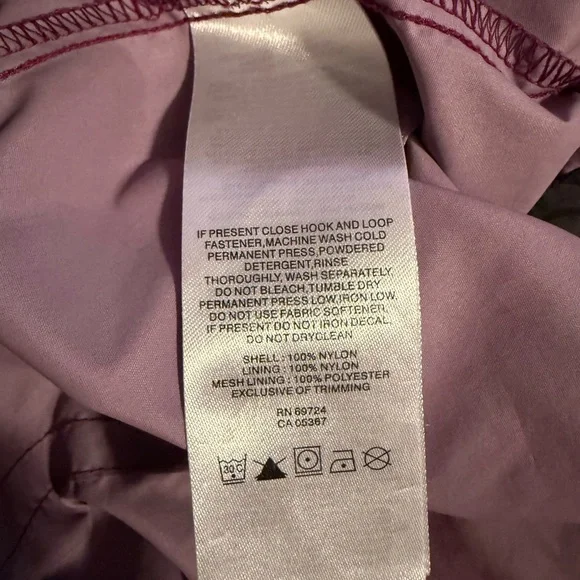 IF PRESENT CLOSE HOOK AND LOOP
FASTENER,MACHINE WASH COLD
PERMANENT PRESS,POWDERED
DETERGENT,RINSE
THOROUGHLY, WASH SEPARATELY.
DO NOT BLEACH,TUMBLE DRY
PERMANENT PRESS LOW,IRON LOW.
DO NOT USE FABRIC SOFTENER.
IF PRESENT DO NOT IRON DECAL.
DO NOT DRYCLEAN
SHELL : 100% NYLON
LINING : 100% NYLON
MESH LINING : 100% POLYESTER
EXCLUSIVE OF TRIMMING
RN 69724
CA 05367
30 C